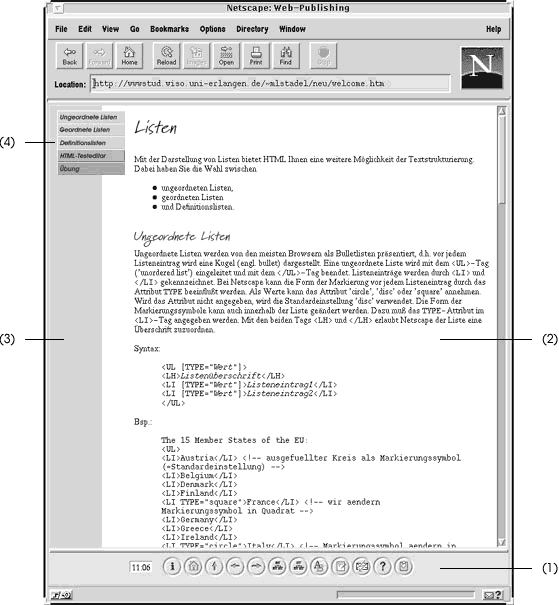 Netscape: Web-Publishing
File Edit View Go Bookmarks Options Directory Window Help
Back Forward Home Reload Images Open Print Find Stop
N
Location: http://wwwstud.wiso.uni-erlangen.de/~mlstadel/neu/welcome.htm
Ungeordnete Listen
Geordnete Listen
(4) Definitionslisten
HTML-Texteditor
Übung
Listen
Mit der Darstellung von Listen bietet HTML Ihnen eine weitere Möglichkeit der Textstrukturierung.
Dabei haben Sie die Wahl zwischen
● ungeordneten Listen,
● geordneten Listen
● und Definitionslisten.
Ungeordnete Listen
Ungeordnete Listen werden von den meisten Browsern als Bulletlisten präsentiert, d.h. vor jedem
Listeneintrag wird eine Kugel (engl. bullet) dargestellt. Eine ungeordnete Liste wird mit dem <UL>-Tag
('unordered list') eingeleitet und mit dem </UL>-Tag beendet. Listeneinträge werden durch <LI> und
</LI> gekennzeichnet. Bei Netscape kann die Form der Markierung vor jedem Listeneintrag durch das
Attribut TYPE beeinflußt werden. Als Werte kann das Attribut 'circle', 'disc' oder 'square' annehmen.
Wird das Attribut nicht angegeben, wird die Standardeinstellung 'disc' verwendet. Die Form der
Markierungssymbole kann auch innerhalb der Liste geändert werden. Dazu muß das TYPE-Attribut im
<LI>-Tag angegeben werden. Mit den beiden Tags <LH> und </LH> erlaubt Netscape der Liste eine
Überschrift zuzuordnen.
(3)
(2)
Syntax:
<UL [TYPE="Wert"]>
<LH>Listenüberschrift</LH>
<LI [TYPE="Wert"]>Listeneintrag1</LI>
<LI [TYPE="Wert"]>Listeneintrag2</LI>
</UL>
Bsp.:
The 15 Member States of the EU:
<UL>
<LI>Austria</LI> <!-- ausgefuellter Kreis als Markierungssymbol
(=Standardeinstellung) -->
<LI>Belgium</LI>
<LI>Denmark</LI>
<LI>Finland</LI>
<LI TYPE="square">France</LI> <!-- wir aendern
Markierungssymbol in Quadrat -->
<LI>Germany</LI>
<LI>Greece</LI>
<LI>Ireland</LI>
<LI TYPE="circle">Italy</LI> <!-- Markierungssymbol aendern in
11:06 i ? (1)
?